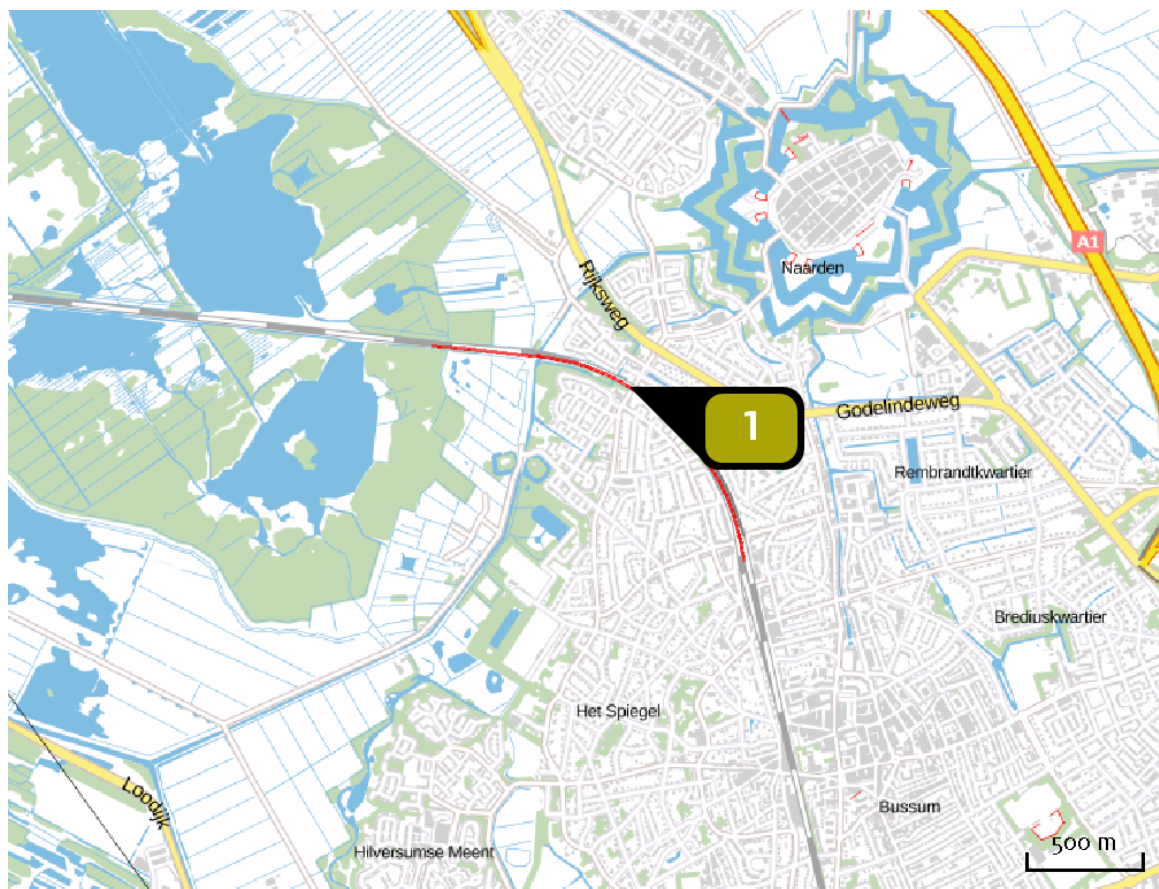 A1
Naarden
Rijksweg
1
Godelindeweg
Rembrandtkwartier
Brediuskwartier
Het Spiegel
Loodijk
Bussum
500 m
Hilversumse Meent